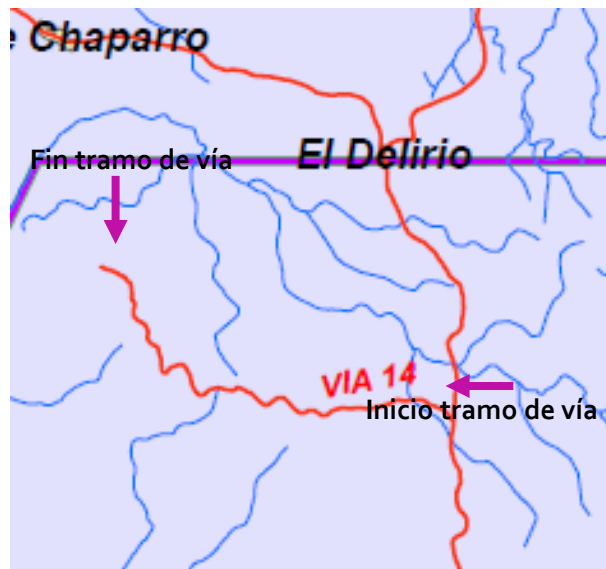 Chaparro
Fin tramo de vía
El Delirio
VIA 14
Inicio tramo de vía